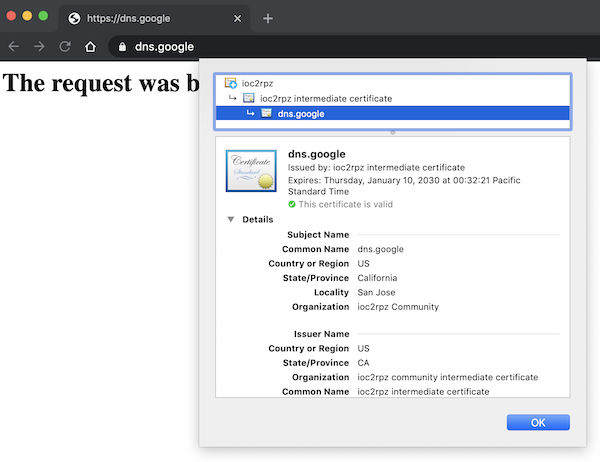 https://dns.google
dns.google
The request was b
ioc2rpz
ioc2rpz intermediate certificate
dns.google
Certificate
Standard
dns.google
Issued by: ioc2rpz intermediate certificate
Expires: Thursday, January 10, 2030 at 00:32:21 Pacific
Standard Time
This certificate is valid
Details
Subject Name
Common Name dns.google
Country or Region US
State/Province California
Locality San Jose
Organization ioc2rpz Community
Issuer Name
Country or Region US
State/Province CA
Organization ioc2rpz community intermediate certificate
Common Name ioc2rpz intermediate certificate
OK